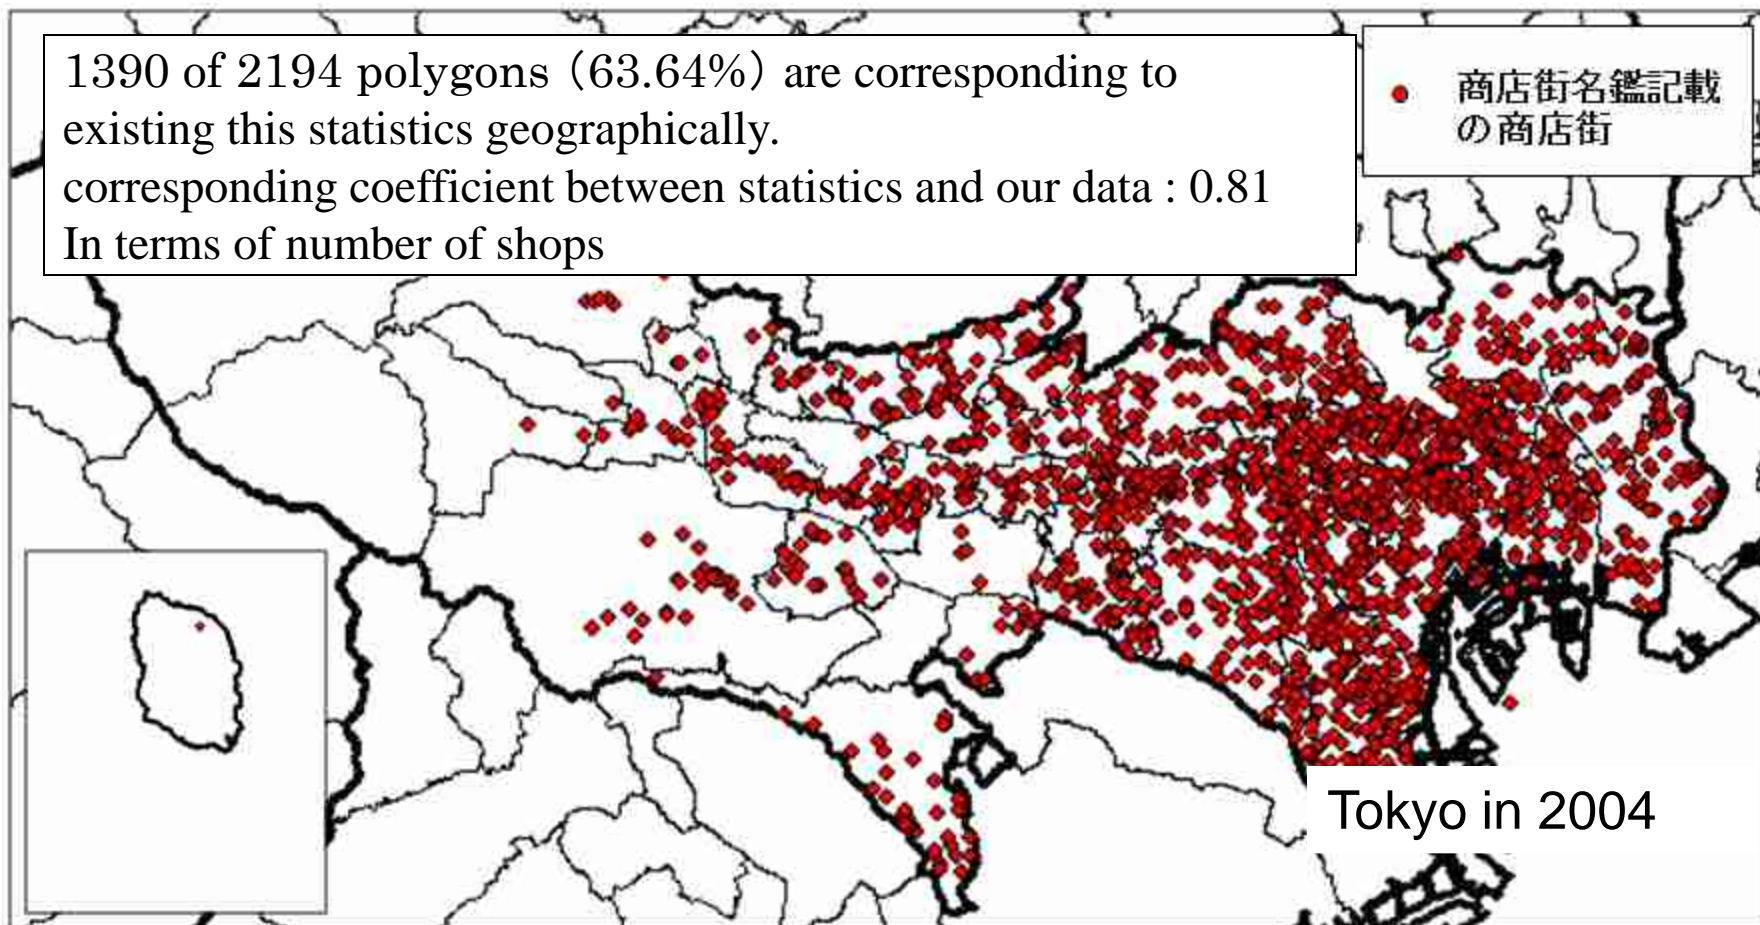 1390 of 2194 polygons（63.64%）are corresponding to
existing this statistics geographically.
corresponding coefficient between statistics and our data : 0.81
In terms of number of shops
商店街名鑑記載
の商店街
Tokyo in 2004